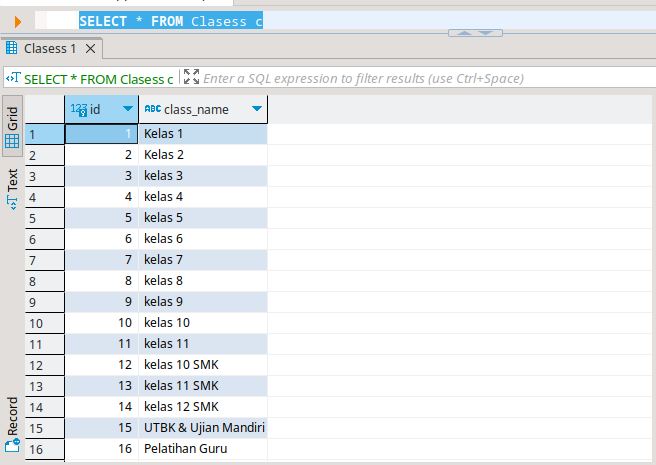 SELECT * FROM Clasess c
Clasess 1
SELECT * FROM Clasess c
Enter a SQL expression to filter results (use Ctrl+Space)
Grid
Text
Record
123 id
ABC class_name
1 1 Kelas 1
2 2 Kelas 2
3 3 kelas 3
4 4 kelas 4
5 5 kelas 5
6 6 kelas 6
7 7 kelas 7
8 8 kelas 8
9 9 kelas 9
10 10 kelas 10
11 11 kelas 11
12 12 kelas 10 SMK
13 13 kelas 11 SMK
14 14 kelas 12 SMK
15 15 UTBK & Ujian Mandiri
16 16 Pelatihan Guru